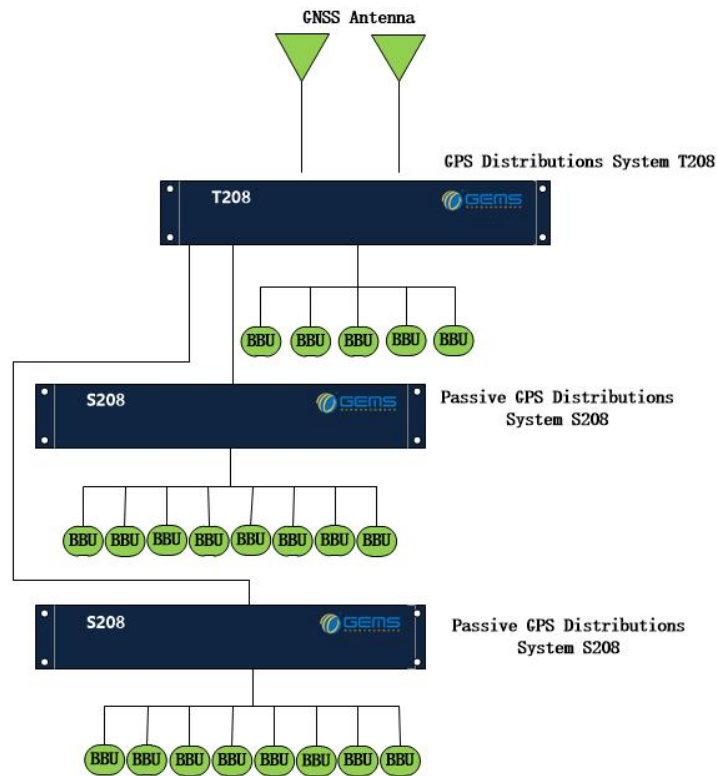 GNSS Antenna
GPS Distributions System T208
T208
GEMS
BBU BBU BBU BBU BBU
S208
GEMS
Passive GPS Distributions
System S208
BBU BBU BBU BBU BBU BBU BBU BBU
S208
GEMS
Passive GPS Distributions
System S208
BBU BBU BBU BBU BBU BBU BBU BBU